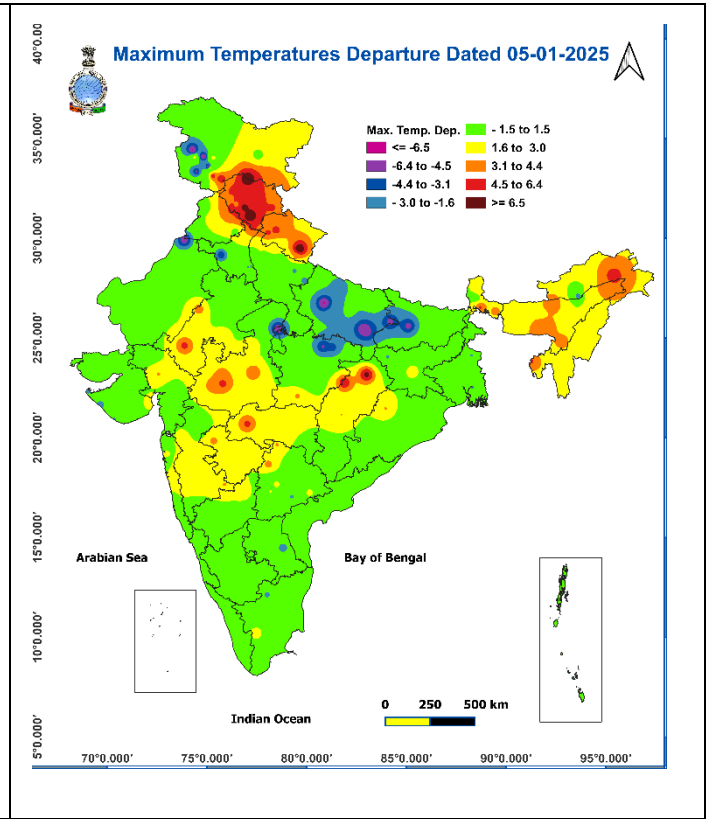 Maximum Temperatures Departure Dated 05-01-2025
Max. Temp. Dep.
<= -6.5
-6.4 to -4.5
-4.4 to -3.1
- 3.0 to -1.6
- 1.5 to 1.5
1.6 to 3.0
3.1 to 4.4
4.5 to 6.4
>= 6.5
40°0.00
35°0.000'
30°0.000'
25°0.000'
20°0.000'
15°0.000'
10°0.000'
5°0.000'
Arabian Sea
Bay of Bengal
Indian Ocean
0 250 500 km
70°0.000' 75°0.000' 80°0.000' 85°0.000' 90°0.000' 95°0.000'